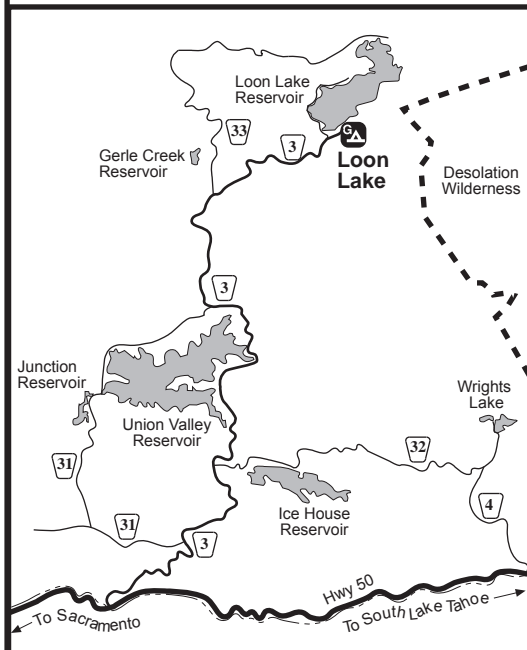 Loon Lake
Reservoir
33
3
G
Gerle Creek
Reservoir
Loon
Lake
Desolation
Wilderness
3
Junction
Reservoir
Union Valley
Reservoir
Wrights
Lake
32
31
Ice House
Reservoir
4
31
3
Hwy 50
To Sacramento
To South Lake Tahoe